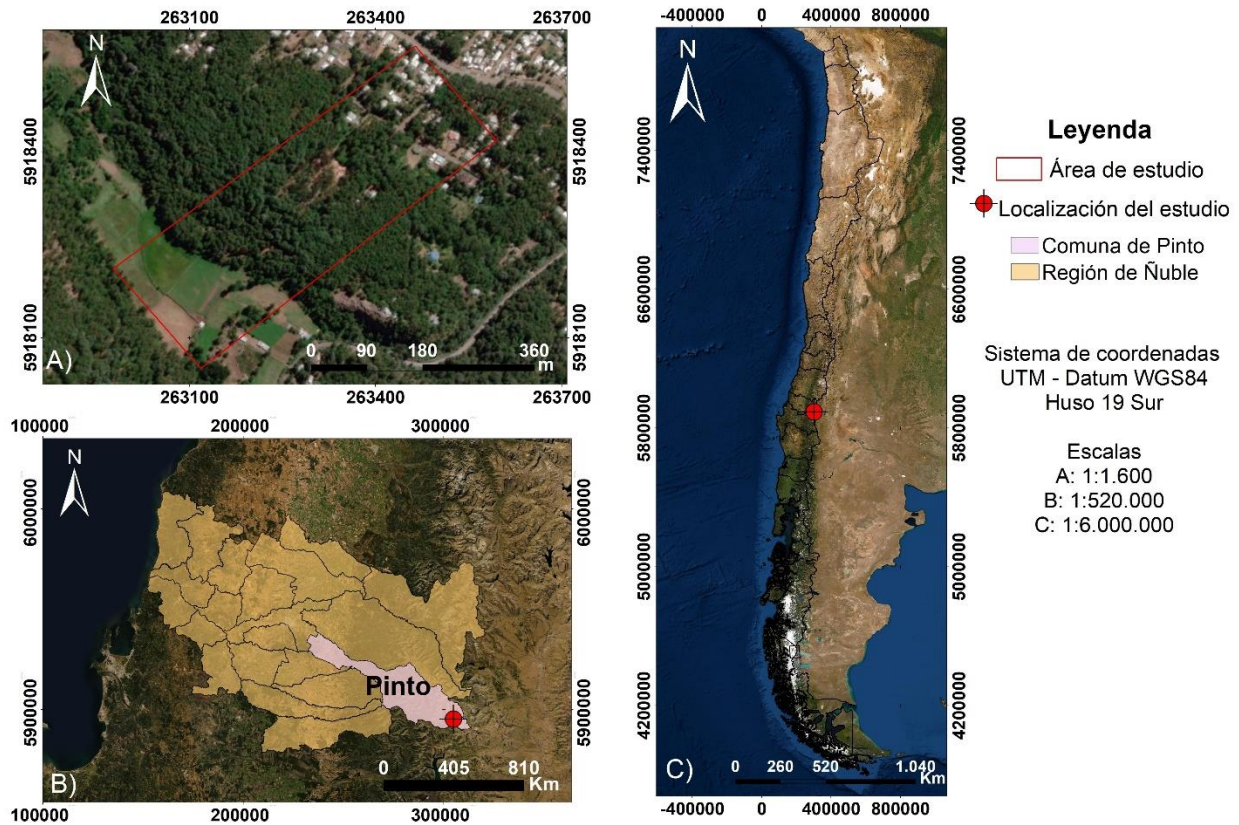 263100 263400 263700
N
5918400 5918400
5918100 5918100
0 90 180 360
m
A)
263100 263400 263700
100000 200000 300000
N
6000000 6000000
Pinto
5900000 5900000
0 405 810
Km
B)
100000 200000 300000
-400000 0 400000 800000
N
7400000 7400000
6600000 6600000
5800000 5800000
5000000 5000000
4200000 4200000
0 260 520 1.040
Km
C)
-400000 0 400000 800000
Leyenda
Área de estudio
Localización del estudio
Comuna de Pinto
Región de Ñuble
Sistema de coordenadas
UTM - Datum WGS84
Huso 19 Sur
Escalas
A: 1:1.600
B: 1:520.000
C: 1:6.000.000